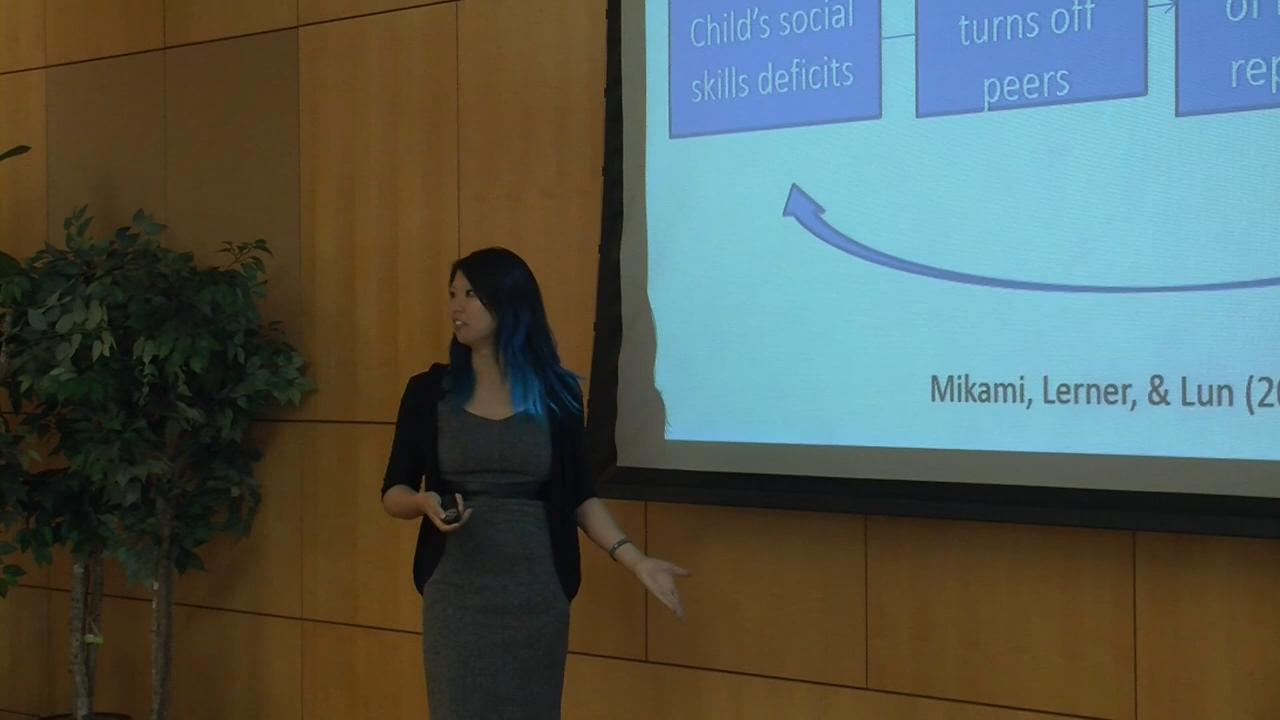 Child's social
skills deficits
turns off
peers
Mikami, Lerner, & Lun